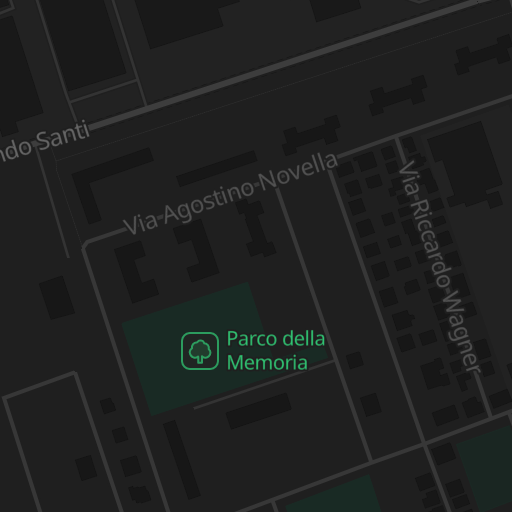 ndo Santi
Via Agostino Novella
Via Riccardo Wagner
Parco della
Memoria